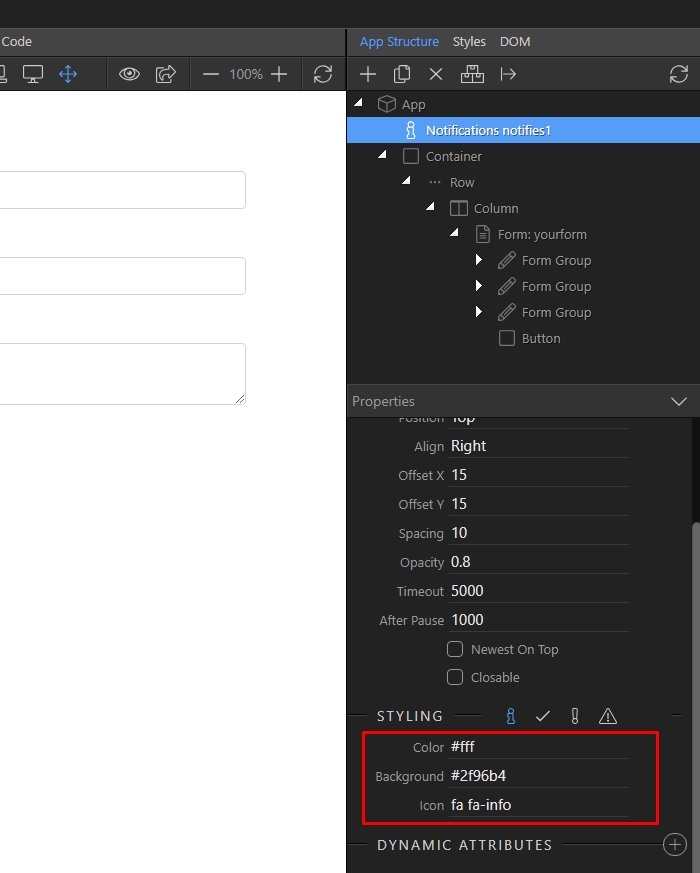 Code
App Structure Styles DOM
100%
App
Notifications notifies1
Container
Row
Column
Form: yourform
Form Group
Form Group
Form Group
Button
Properties
Position Top
Align Right
Offset X 15
Offset Y 15
Spacing 10
Opacity 0.8
Timeout 5000
After Pause 1000
Newest On Top
Closable
STYLING
Color #fff
Background #2f96b4
Icon fa fa-info
DYNAMIC ATTRIBUTES